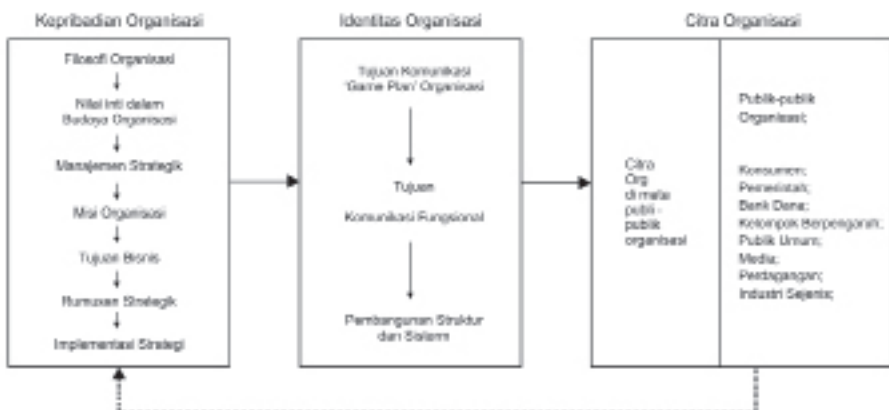 Kepribadian Organisasi
Filosofi Organisasi
Nilai Inti dalam
Budaya Organisasi
Manajemen Strategik
Misi Organisasi
Tujuan Bisnis
Rumusan Strategik
Implementasi Strategi
Identitas Organisasi
Tujuan Komunikasi
'Game Plan' Organisasi
Tujuan
Komunikasi Fungsional
Pembangunan Struktur
dan Sistem
Citra Organisasi
Citra
Org
di mata
publi -
publik
organisasi
Publik-publik
Organisasi;
Konsumen;
Pemerintah;
Bank Dana;
Kelompok Berpengaruh;
Publik Umum;
Media;
Perdagangan;
Industri Sejenis;